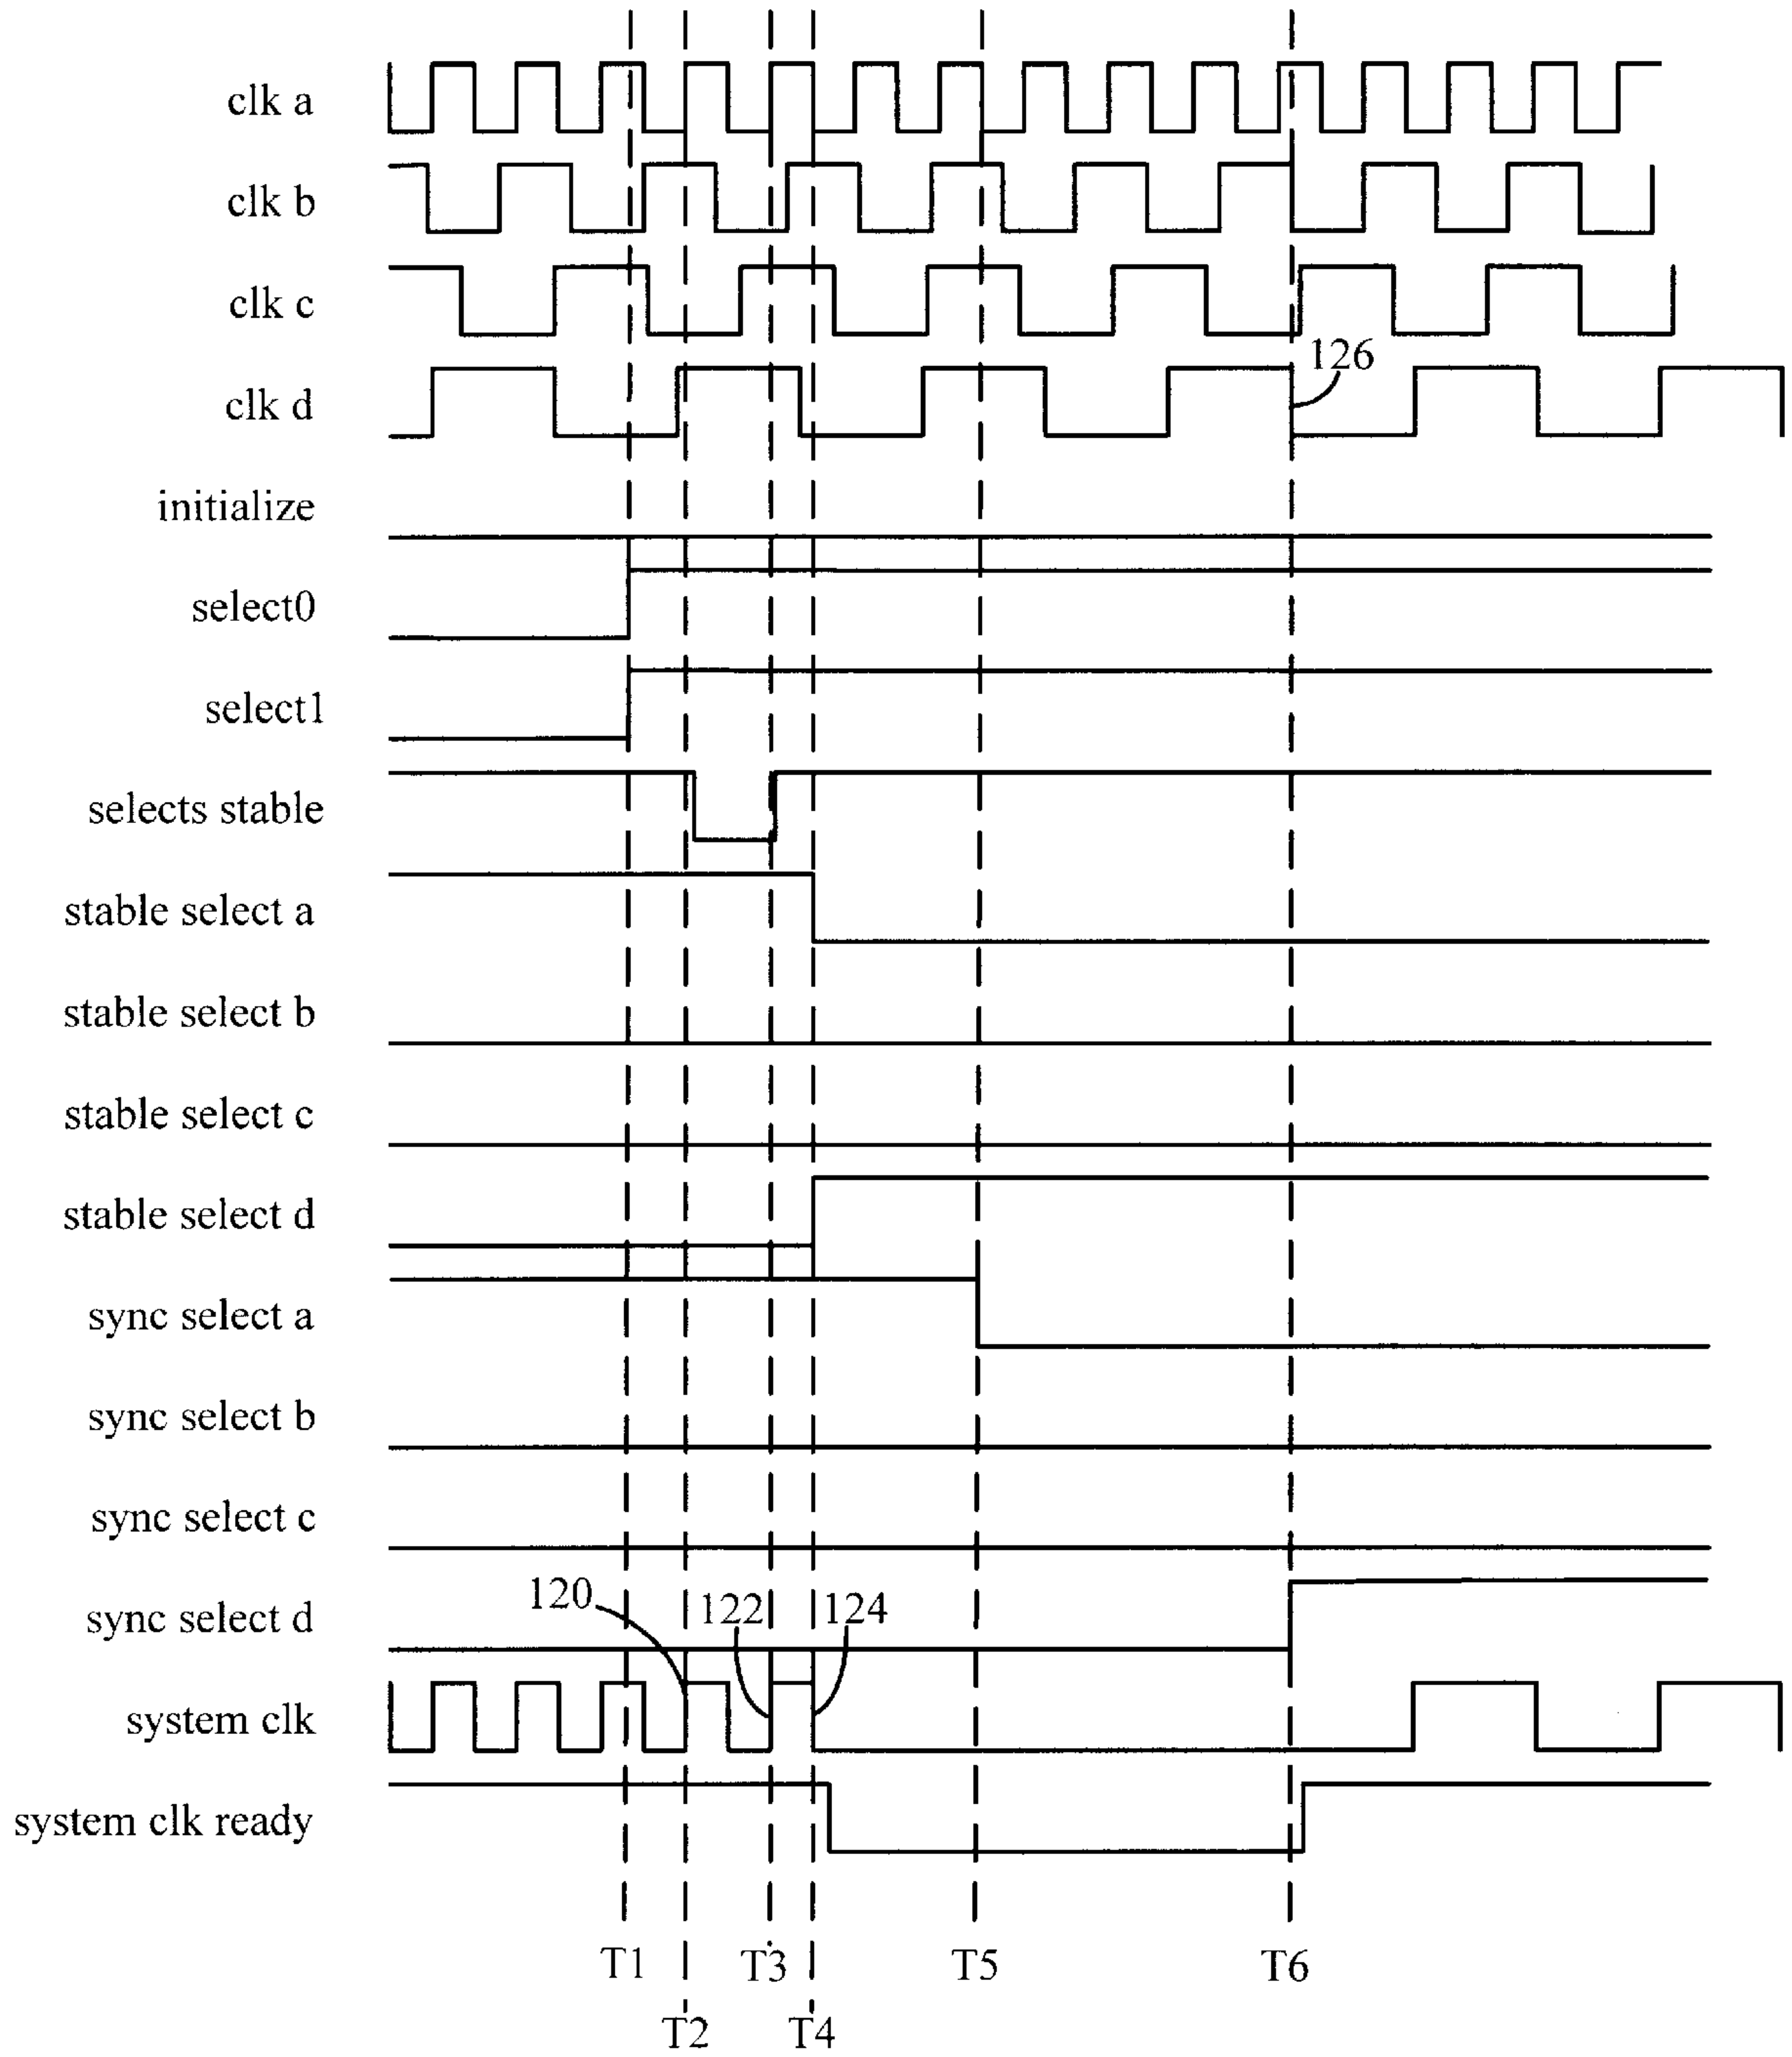 clk a
clk b
clk c
126
clk d
initialize
select0
select1
selects stable
stable select a
stable select b
stable select c
stable select d
sync select a
sync select b
sync select c
120 122 124
sync select d
system clk
system clk ready
T1 T3 T5 T6
T2 T4